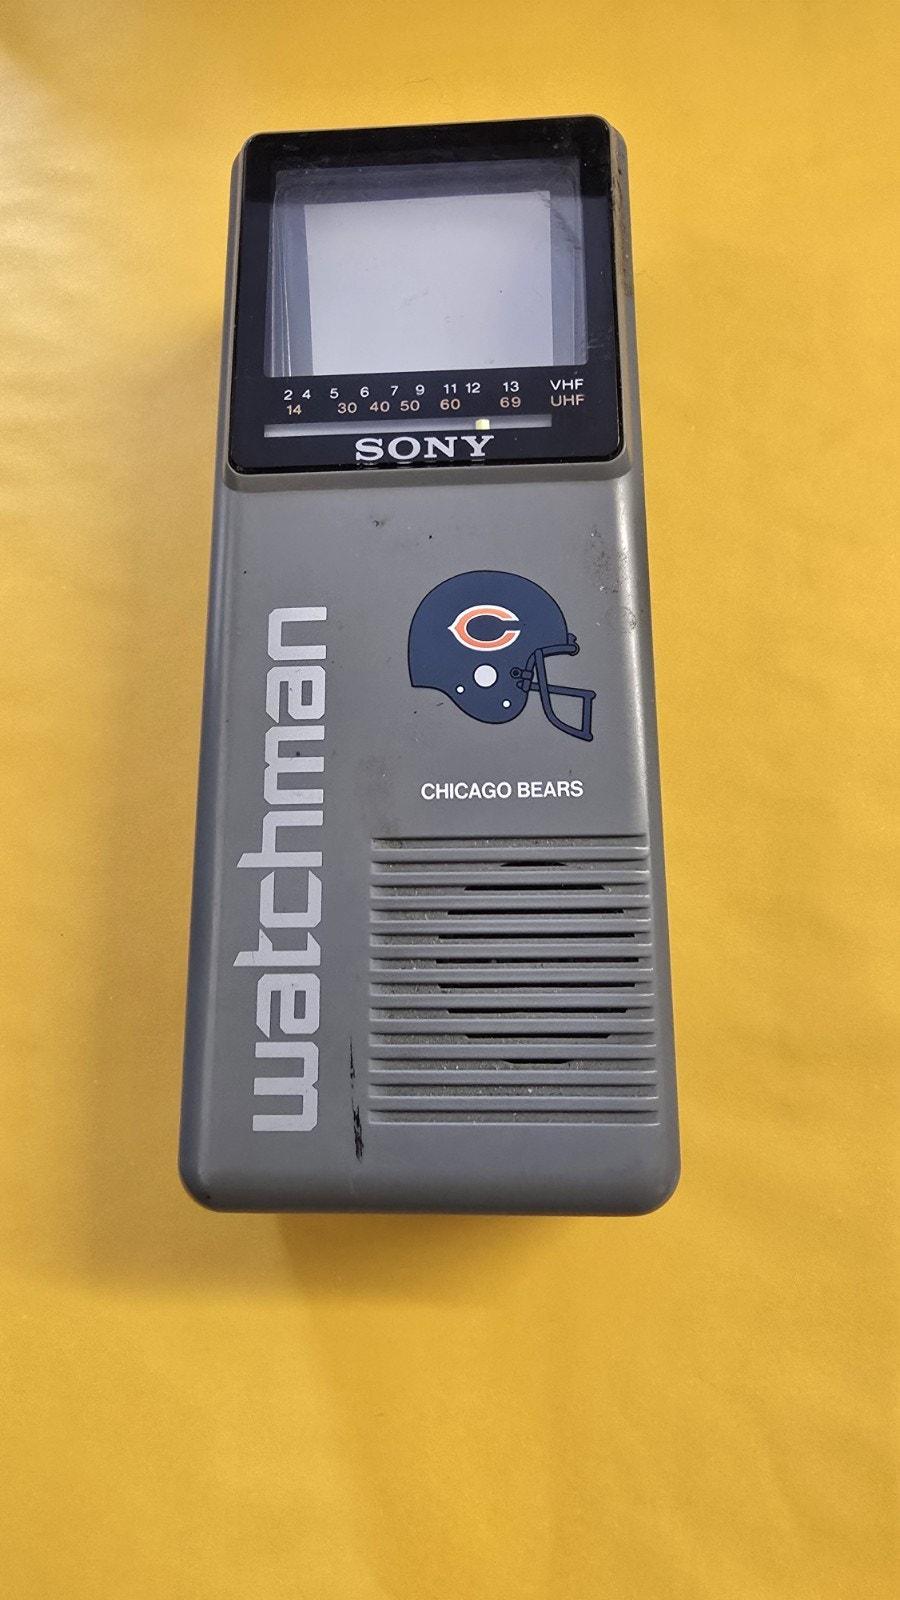 2 4 5 6 7 9 11 12 13 VHF
14 30 40 50 60 69 UHF
SONY
C
CHICAGO BEARS
watchman